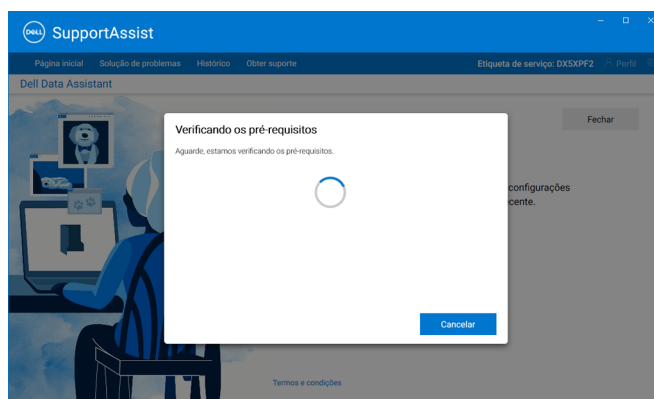 DELL SupportAssist
Página inicial Solução de problemas Histórico Obter suporte Etiqueta de serviço: DX5XPF2 Perfil
Dell Data Assistant
Fechar
Verificando os pré-requisitos
Aguarde, estamos verificando os pré-requisitos.
configurações
ecente.
Cancelar
Termos e condições